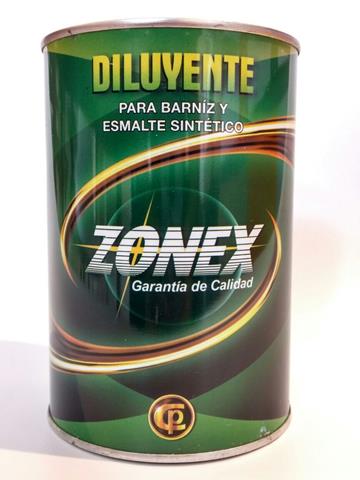 DILUYENTE
PARA BARNÍZ Y
ESMALTE SINTÉTICO
ZONEX
Garantía de Calidad